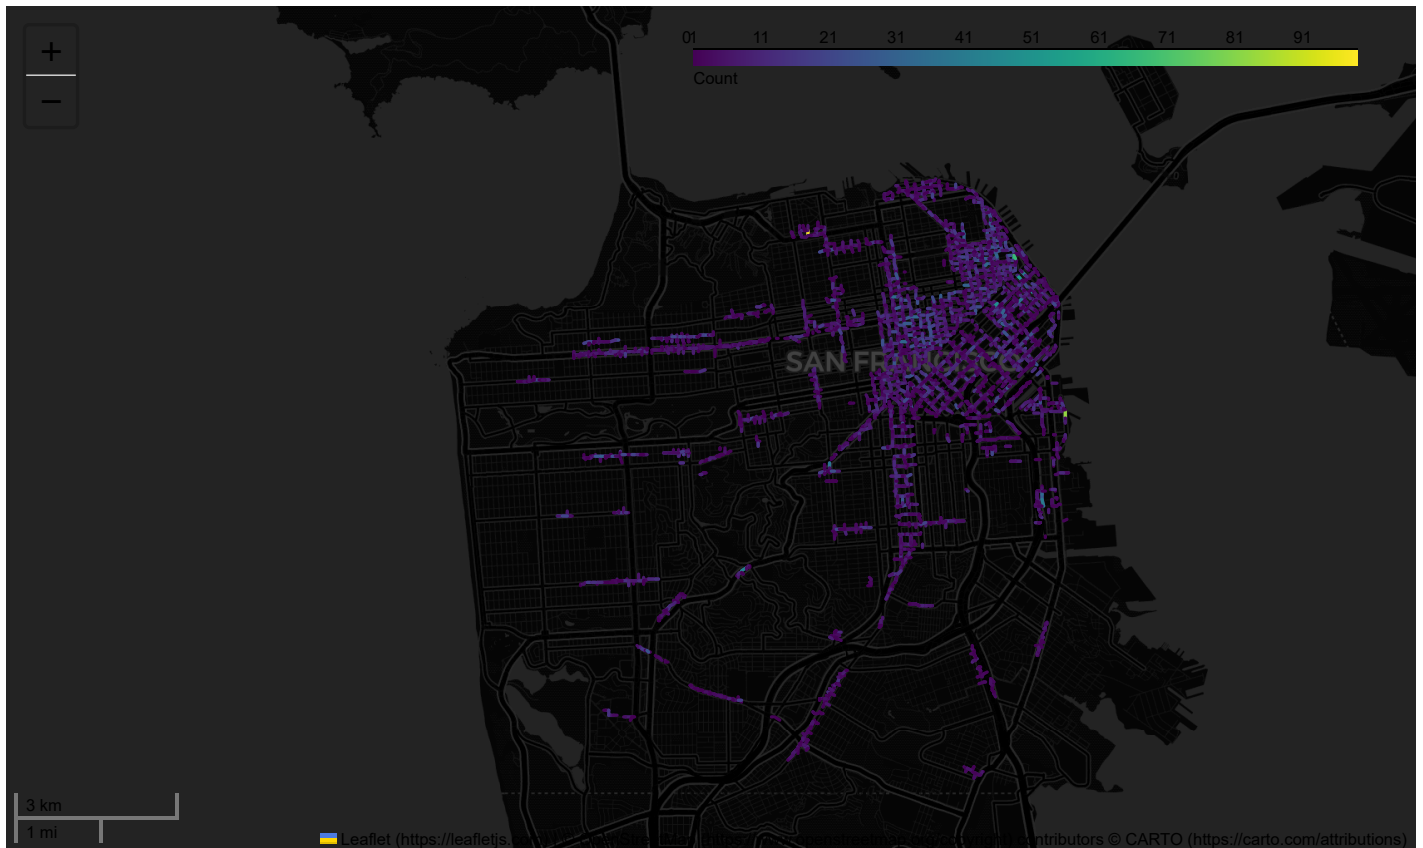 +
−
01 11 21 31 41 51 61 71 81 91
Count
SAN FRANCISCO
3 km
1 mi
Leaflet (https://leafletjs.com) contributors © CARTO (https://carto.com/attributions)